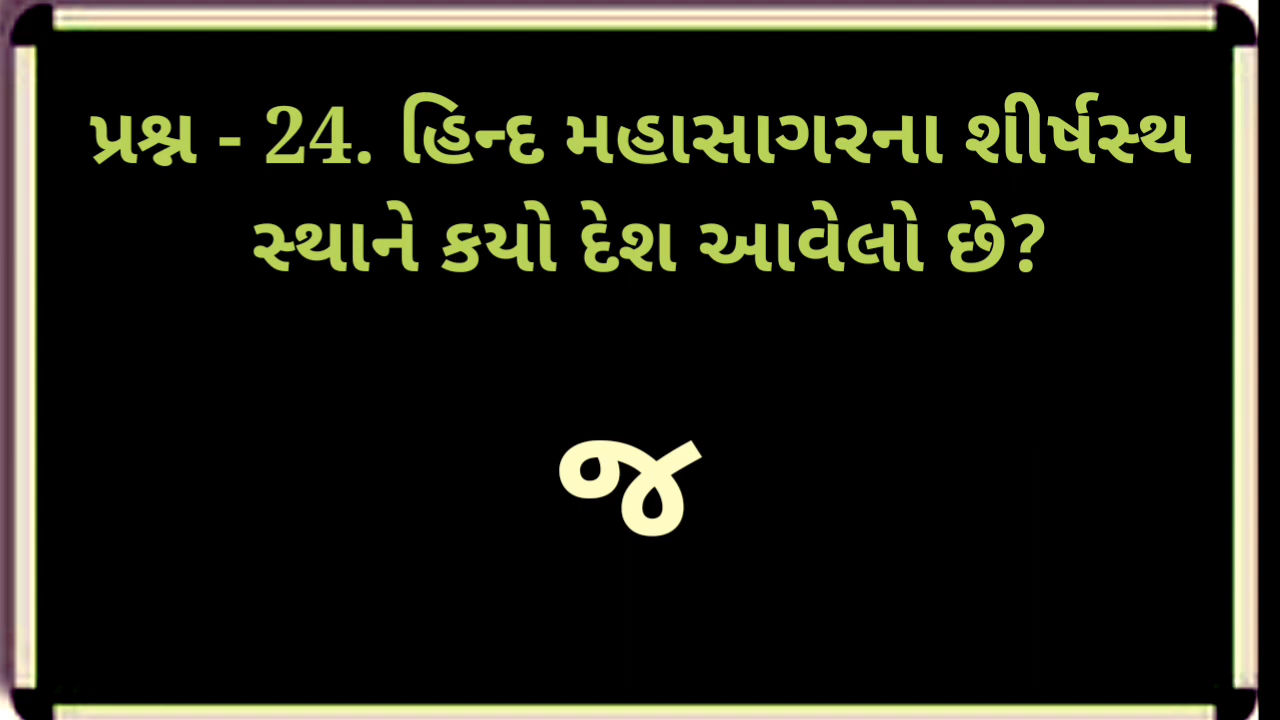 પ્રશ્ન - 24. હિન્દ મહાસાગરના શીર્ષસ્થ
સ્થાને કયો દેશ આવેલો છે?
જ